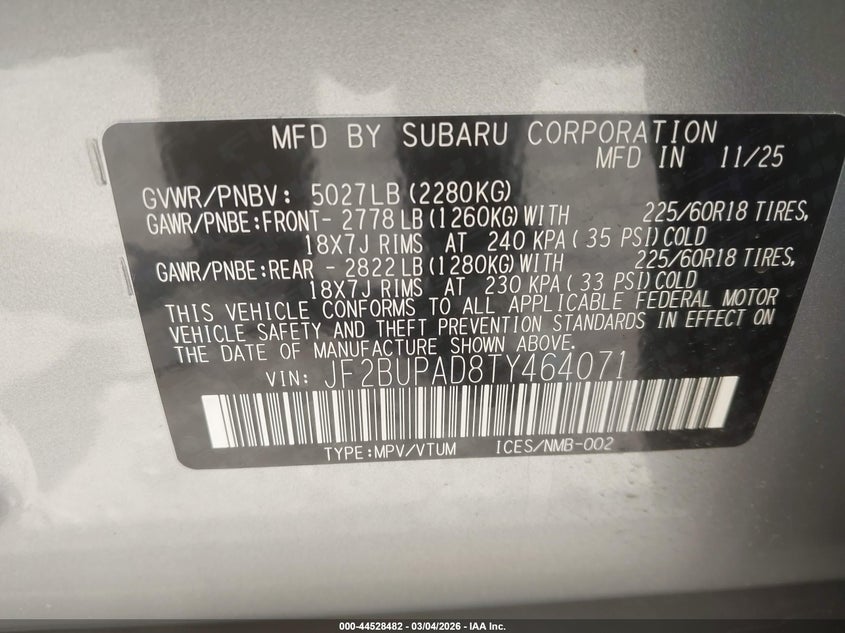 MFD BY SUBARU CORPORATION
MFD IN 11/25
GVWR/PNBV: 5027LB (2280KG)
GAWR/PNBE:FRONT- 2778 LB (1260KG) WITH 225/60R18 TIRES,
18X7J RIMS AT 240 KPA ( 35 PSI) COLD
GAWR/PNBE:REAR - 2822 LB (1280KG) WITH 225/60R18 TIRES,
18X7J RIMS AT 230 KPA ( 33 PSI) COLD
THIS VEHICLE CONFORMS TO ALL APPLICABLE FEDERAL MOTOR
VEHICLE SAFETY AND THEFT PREVENTION STANDARDS IN EFFECT ON
THE DATE OF MANUFACTURE SHOWN ABOVE.
VIN: JF2BUPAD8TY464071
TYPE:MPV/VTUM ICES/NMB-002
000-44528482 - 03/04/2026 - IAA Inc.